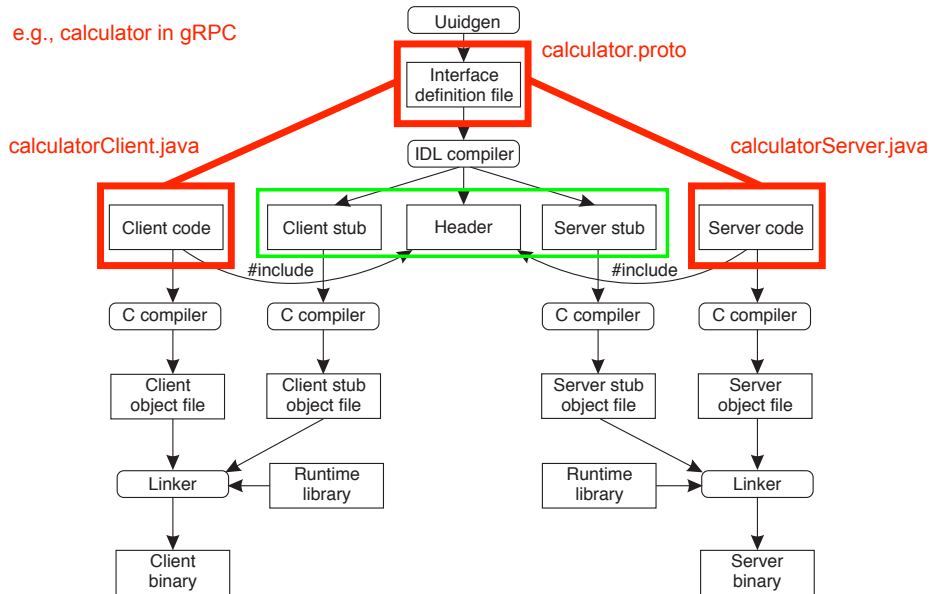 Uuidgen
e.g., calculator in gRPC
calculator.proto
Interface
definition file
calculatorClient.java
IDL compiler
calculatorServer.java
Client code
Client stub
Header
Server stub
Server code
#include
#include
C compiler
C compiler
C compiler
C compiler
Client
object file
Client stub
object file
Server stub
object file
Server
object file
Linker
Runtime
library
Runtime
library
Linker
Client
binary
Server
binary